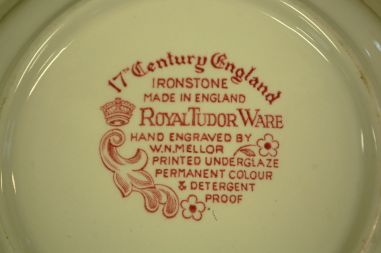 17th Century England
IRONSTONE
MADE IN ENGLAND
ROYAL TUDOR WARE
HAND ENGRAVED BY
W.N. MELLOR
PRINTED UNDERGLAZE
PERMANENT COLOUR
& DETERGENT
PROOF